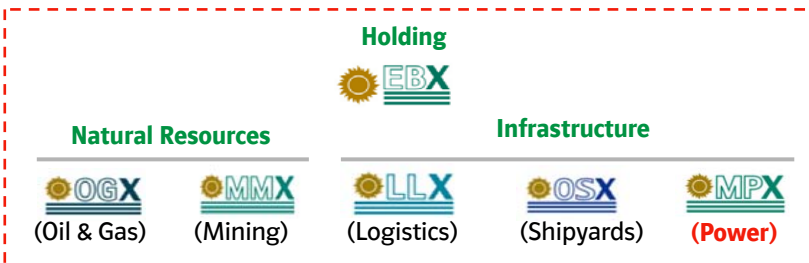 Holding
EBX
Natural Resources
Infrastructure
OGX
MMX
LLX
OSX
MPX
(Oil & Gas)
(Mining)
(Logistics)
(Shipyards)
(Power)